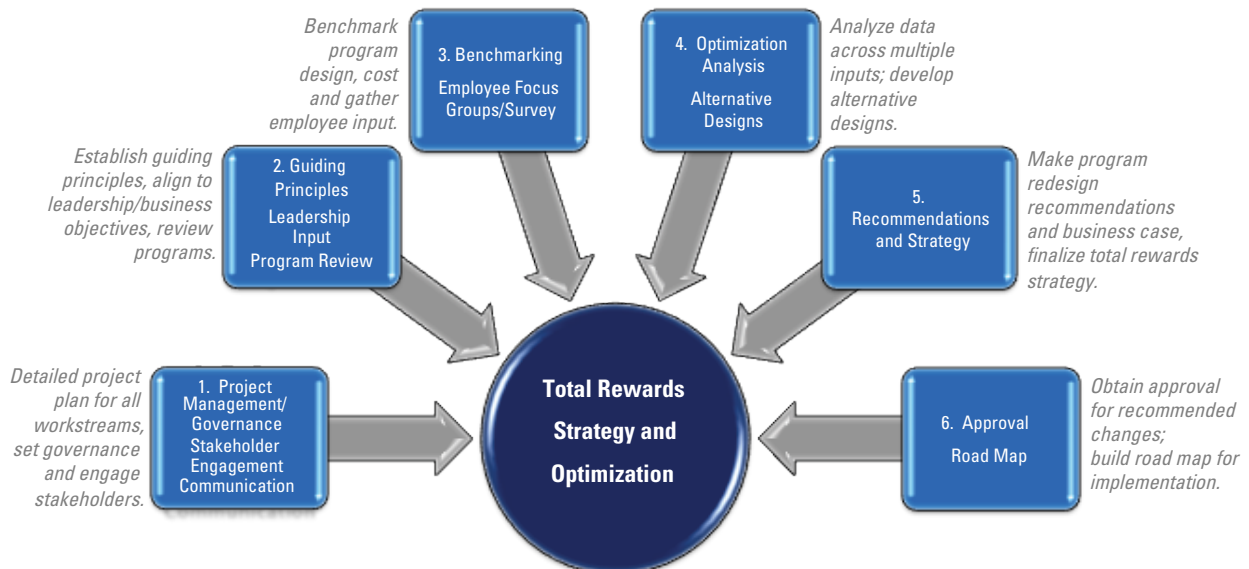 Detailed project
plan for all
workstreams,
set governance
and engage
stakeholders.
1. Project
Management/
Governance
Stakeholder
Engagement
Communication
Establish guiding
principles, align to
leadership/business
objectives, review
programs.
2. Guiding
Principles
Leadership
Input
Program Review
Benchmark
program
design, cost
and gather
employee input.
3. Benchmarking
Employee Focus
Groups/Survey
4. Optimization
Analysis
Alternative
Designs
Analyze data
across multiple
inputs; develop
alternative
designs.
5.
Recommendations
and Strategy
Make program
redesign
recommendations
and business case,
finalize total rewards
strategy.
6. Approval
Road Map
Obtain approval
for recommended
changes;
build road map for
implementation.
Total Rewards
Strategy and
Optimization